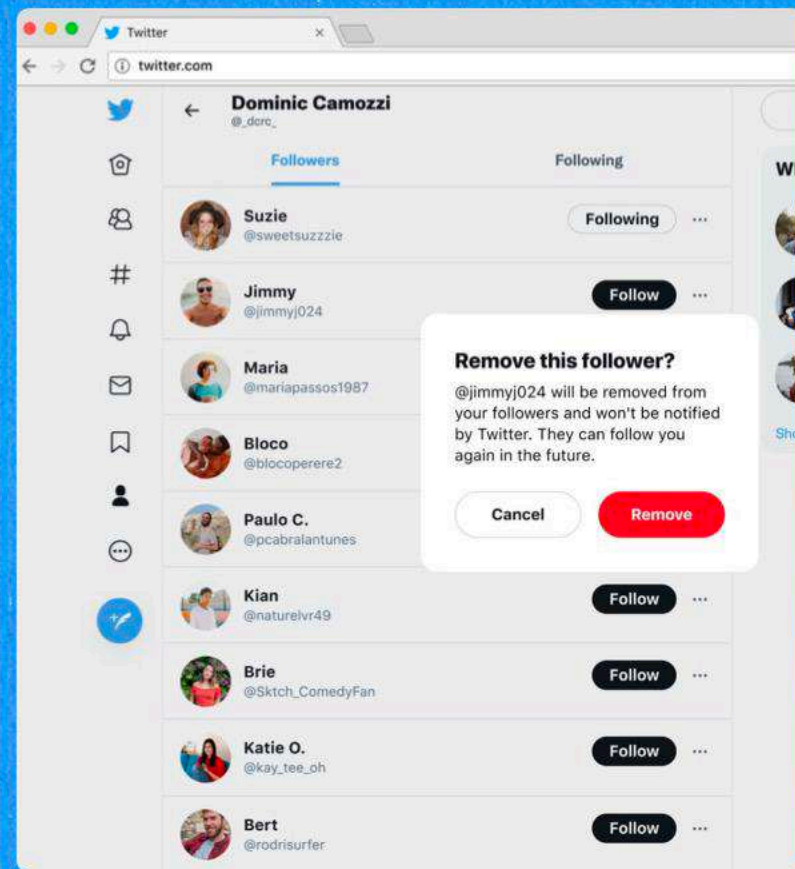 Twitter
twitter.com
Dominic Camozzi
@_dcrc_
Followers
Following
Suzie
@sweetsuzzzie
Following
Jimmy
@jimmyj024
Follow
Maria
@mariapassos1987
Bloco
@blocoperere2
Paulo C.
@pcabralantunes
Remove this follower?
@jimmyj024 will be removed from
your followers and won't be notified
by Twitter. They can follow you
again in the future.
Cancel
Remove
Kian
@naturelvr49
Follow
Brie
@Sktch_ComedyFan
Follow
Katie O.
@kay_tee_oh
Follow
Bert
@rodrisurfer
Follow